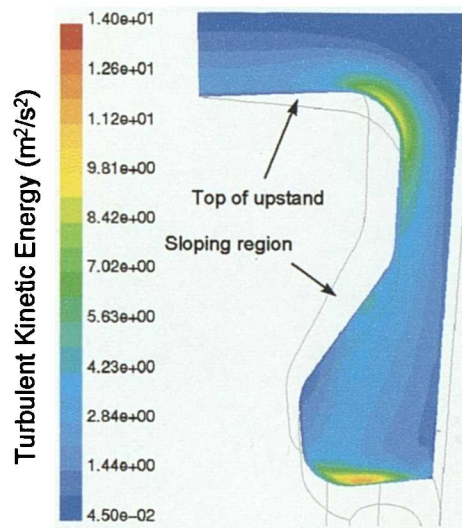 Turbulent Kinetic Energy (m²/s²)
1.40e+01
1.26e+01
1.12e+01
9.81e+00
8.42e+00
7.02e+00
5.63e+00
4.23e+00
2.84e+00
1.44e+00
4.50e-02
Top of upstand
Sloping region